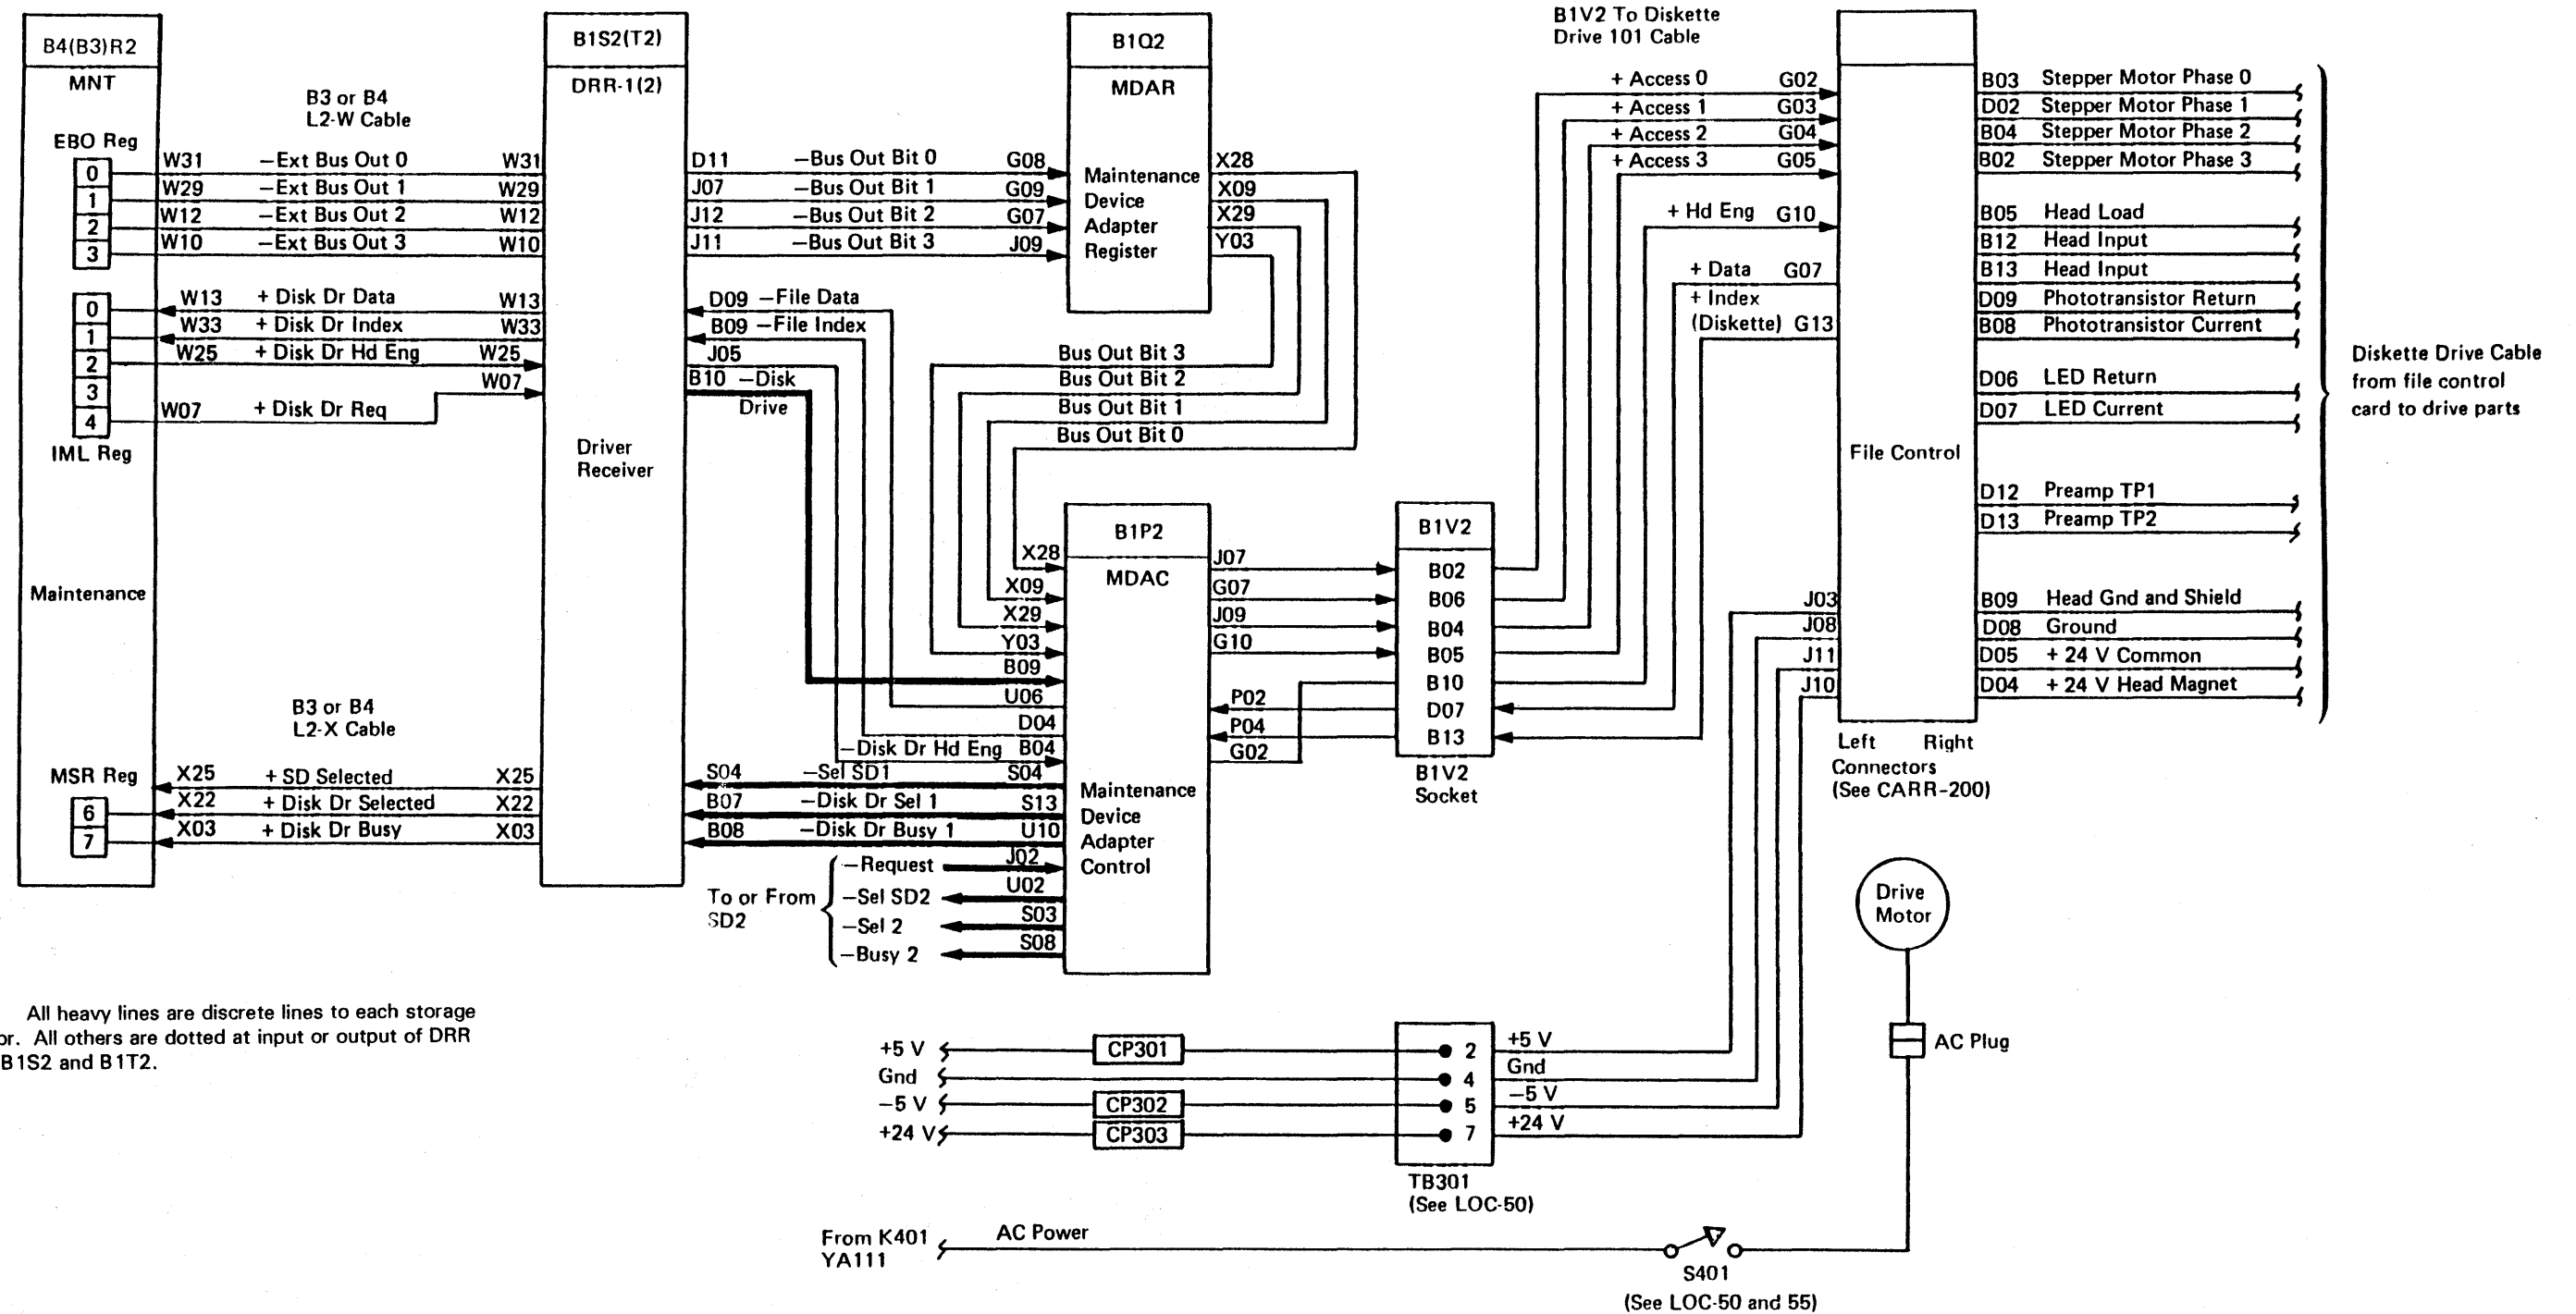 B4(B3)R2
MNT
EBO Reg
0
1
2
3
0
1
2
3
4
IML Reg
Maintenance
MSR Reg
6
7
B3 or B4
L2-W Cable
W31 −Ext Bus Out 0 W31
W29 −Ext Bus Out 1 W29
W12 −Ext Bus Out 2 W12
W10 −Ext Bus Out 3 W10
W13 + Disk Dr Data W13
W33 + Disk Dr Index W33
W25 + Disk Dr Hd Eng W25
W07
W07 + Disk Dr Req
B3 or B4
L2-X Cable
X25 + SD Selected X25
X22 + Disk Dr Selected X22
X03 + Disk Dr Busy X03
B1S2(T2)
DRR-1(2)
Driver
Receiver
D11 −Bus Out Bit 0 G08
J07 −Bus Out Bit 1 G09
J12 −Bus Out Bit 2 G07
J11 −Bus Out Bit 3 J09
D09 −File Data
B09 −File Index
J05
B10 −Disk
Drive
B1Q2
MDAR
Maintenance
Device
Adapter
Register
X28
X09
X29
Y03
Bus Out Bit 3
Bus Out Bit 2
Bus Out Bit 1
Bus Out Bit 0
X28
X09
X29
Y03
B09
U06
D04
−Disk Dr Hd Eng B04
S04 −Sel SD1 S04
B07 −Disk Dr Sel 1 S13
B08 −Disk Dr Busy 1 U10
−Request J02
To or From
SD2
−Sel SD2 U02
−Sel 2 S03
−Busy 2 S08
B1P2
MDAC
Maintenance
Device
Adapter
Control
J07
G07
J09
G10
P02
P04
G02
B1V2
B02
B06
B04
B05
B10
D07
B13
B1V2
Socket
B1V2 To Diskette
Drive 101 Cable
+ Access 0 G02
+ Access 1 G03
+ Access 2 G04
+ Access 3 G05
+ Hd Eng G10
+ Data G07
+ Index
(Diskette) G13
File Control
J03
J08
J11
J10
Left Right
Connectors
(See CARR-200)
B03 Stepper Motor Phase 0
D02 Stepper Motor Phase 1
B04 Stepper Motor Phase 2
B02 Stepper Motor Phase 3
B05 Head Load
B12 Head Input
B13 Head Input
D09 Phototransistor Return
B08 Phototransistor Current
D06 LED Return
D07 LED Current
D12 Preamp TP1
D13 Preamp TP2
B09 Head Gnd and Shield
D08 Ground
D05 + 24 V Common
D04 + 24 V Head Magnet
Diskette Drive Cable
from file control
card to drive parts
Drive
Motor
AC Plug
All heavy lines are discrete lines to each storage
or. All others are dotted at input or output of DRR
B1S2 and B1T2.
+5 V CP301 2 +5 V
Gnd 4 Gnd
−5 V CP302 5 −5 V
+24 V CP303 7 +24 V
TB301
(See LOC-50)
From K401
YA111
AC Power
S401
(See LOC-50 and 55)